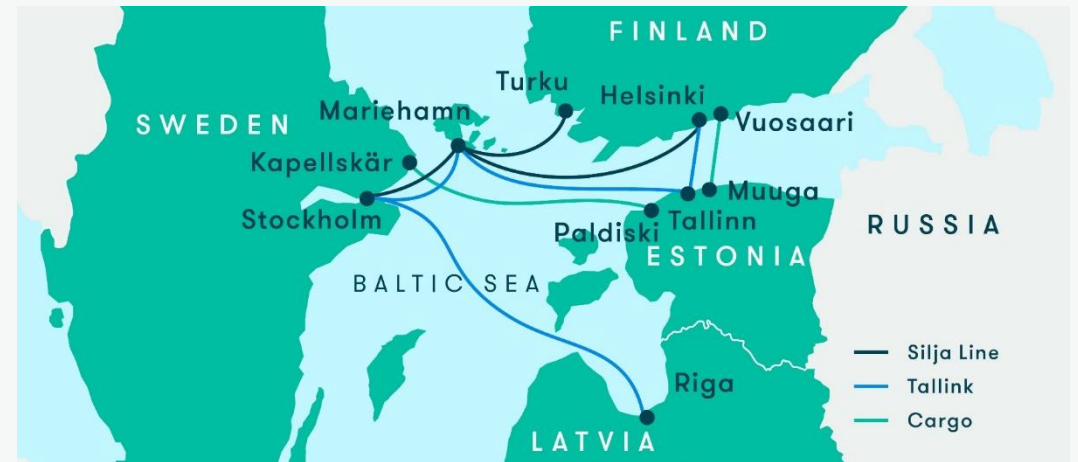 FINLAND
Turku
Helsinki
Mariehamn
SWEDEN
Vuosaari
Kapellskär
Muuga
Stockholm
Tallinn
Paldiski
RUSSIA
ESTONIA
BALTIC SEA
Silja Line
Riga
Tallink
Cargo
LATVIA